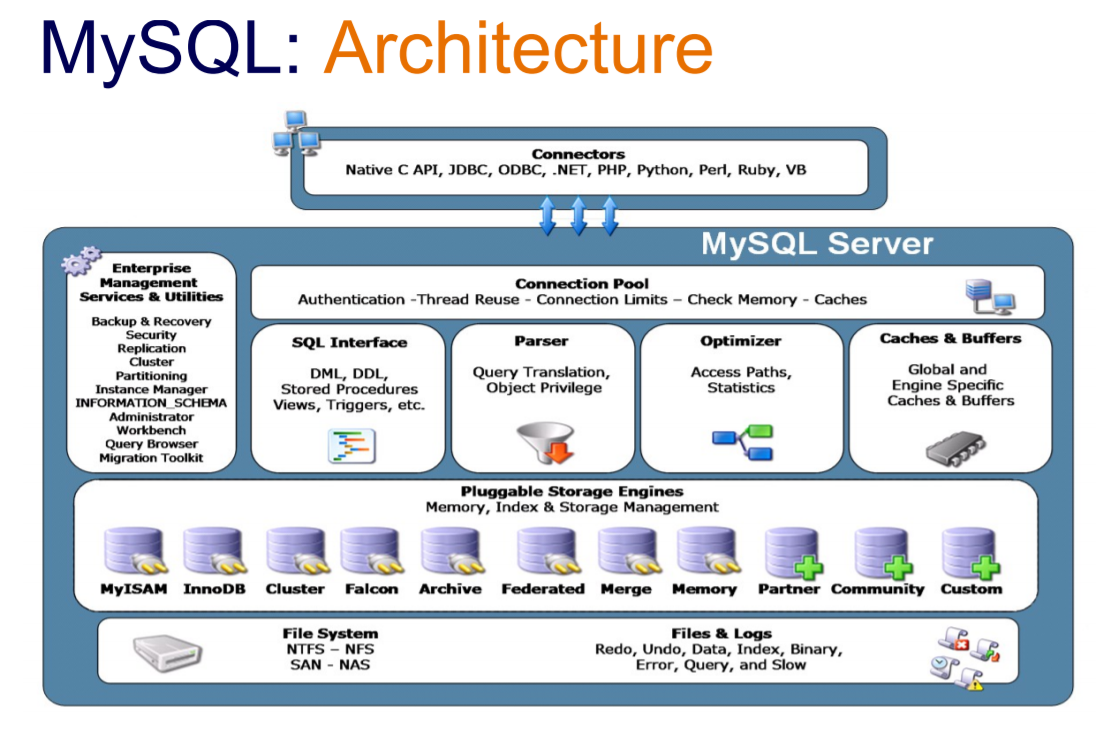 MySQL: Architecture
Connectors
Native C API, JDBC, ODBC, .NET, PHP, Python, Perl, Ruby, VB
MySQL Server
Enterprise
Management
Services & Utilities
Backup & Recovery
Security
Replication
Cluster
Partitioning
Instance Manager
INFORMATION_SCHEMA
Administrator
Workbench
Query Browser
Migration Toolkit
Connection Pool
Authentication -Thread Reuse - Connection Limits – Check Memory - Caches
SQL Interface
DML, DDL,
Stored Procedures
Views, Triggers, etc.
Parser
Query Translation,
Object Privilege
Optimizer
Access Paths,
Statistics
Caches & Buffers
Global and
Engine Specific
Caches & Buffers
Pluggable Storage Engines
Memory, Index & Storage Management
MyISAM InnoDB Cluster Falcon Archive Federated Merge Memory Partner Community Custom
File System
NTFS – NFS
SAN - NAS
Files & Logs
Redo, Undo, Data, Index, Binary,
Error, Query, and Slow